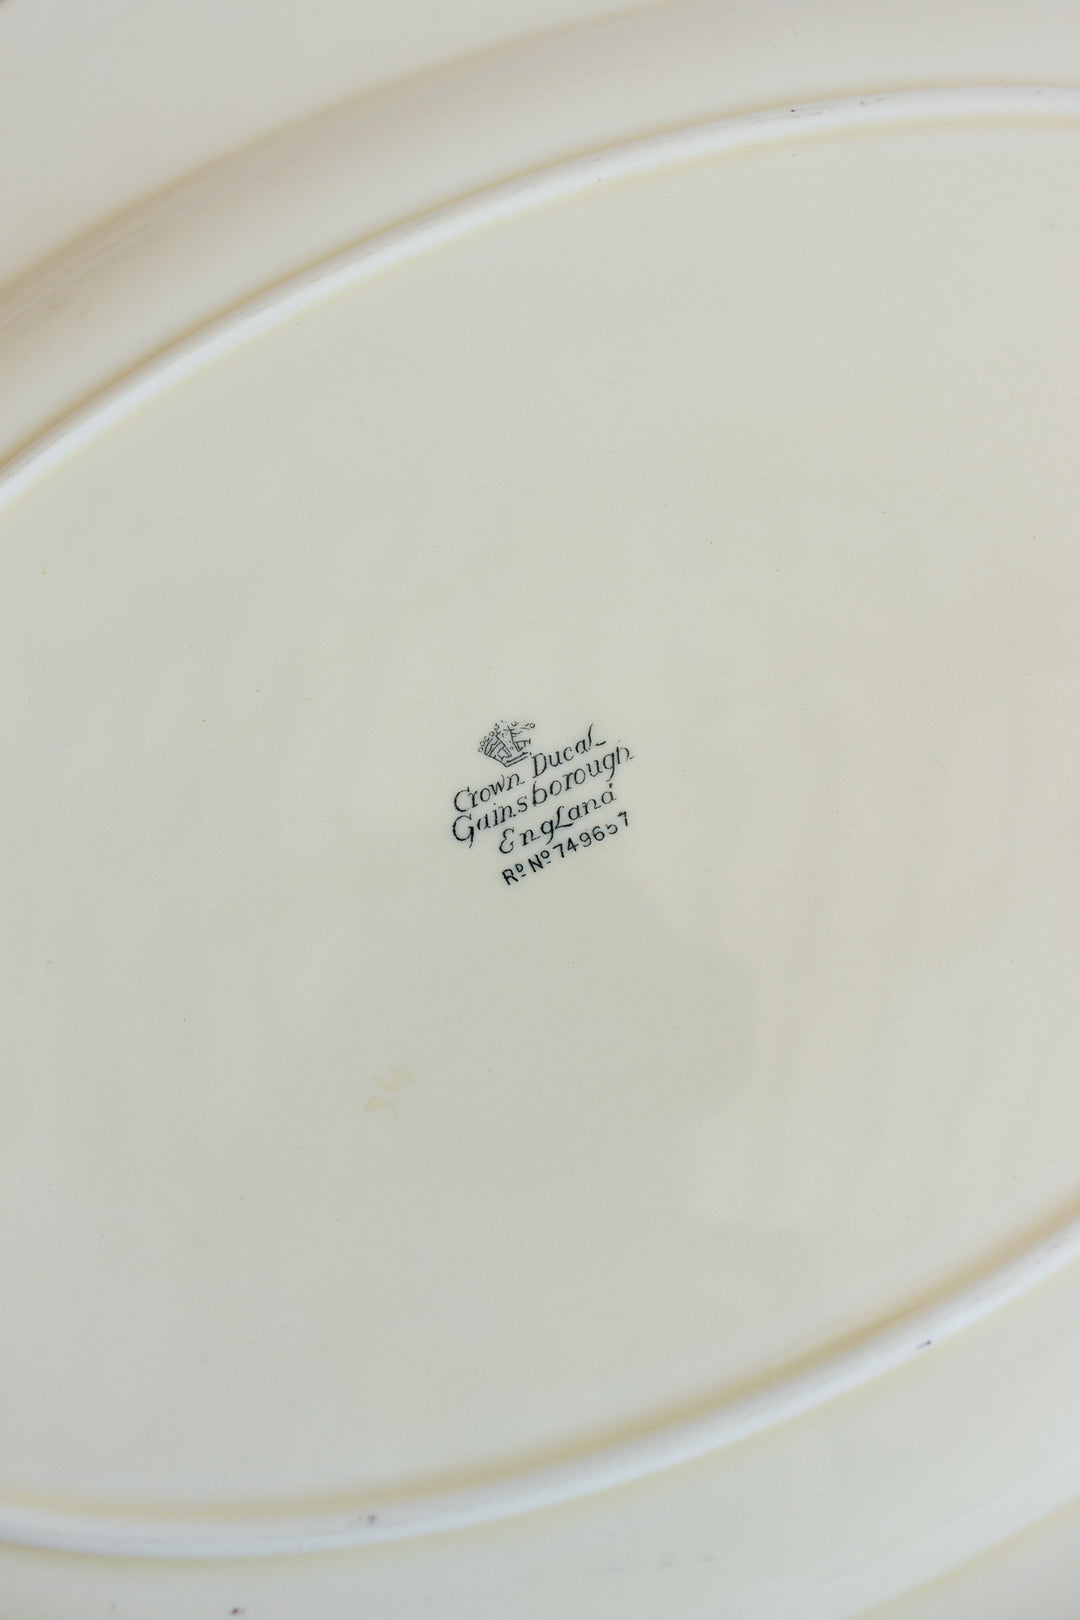 Crown Ducal
Gainsborough
England
Rᴰ Nº 749657